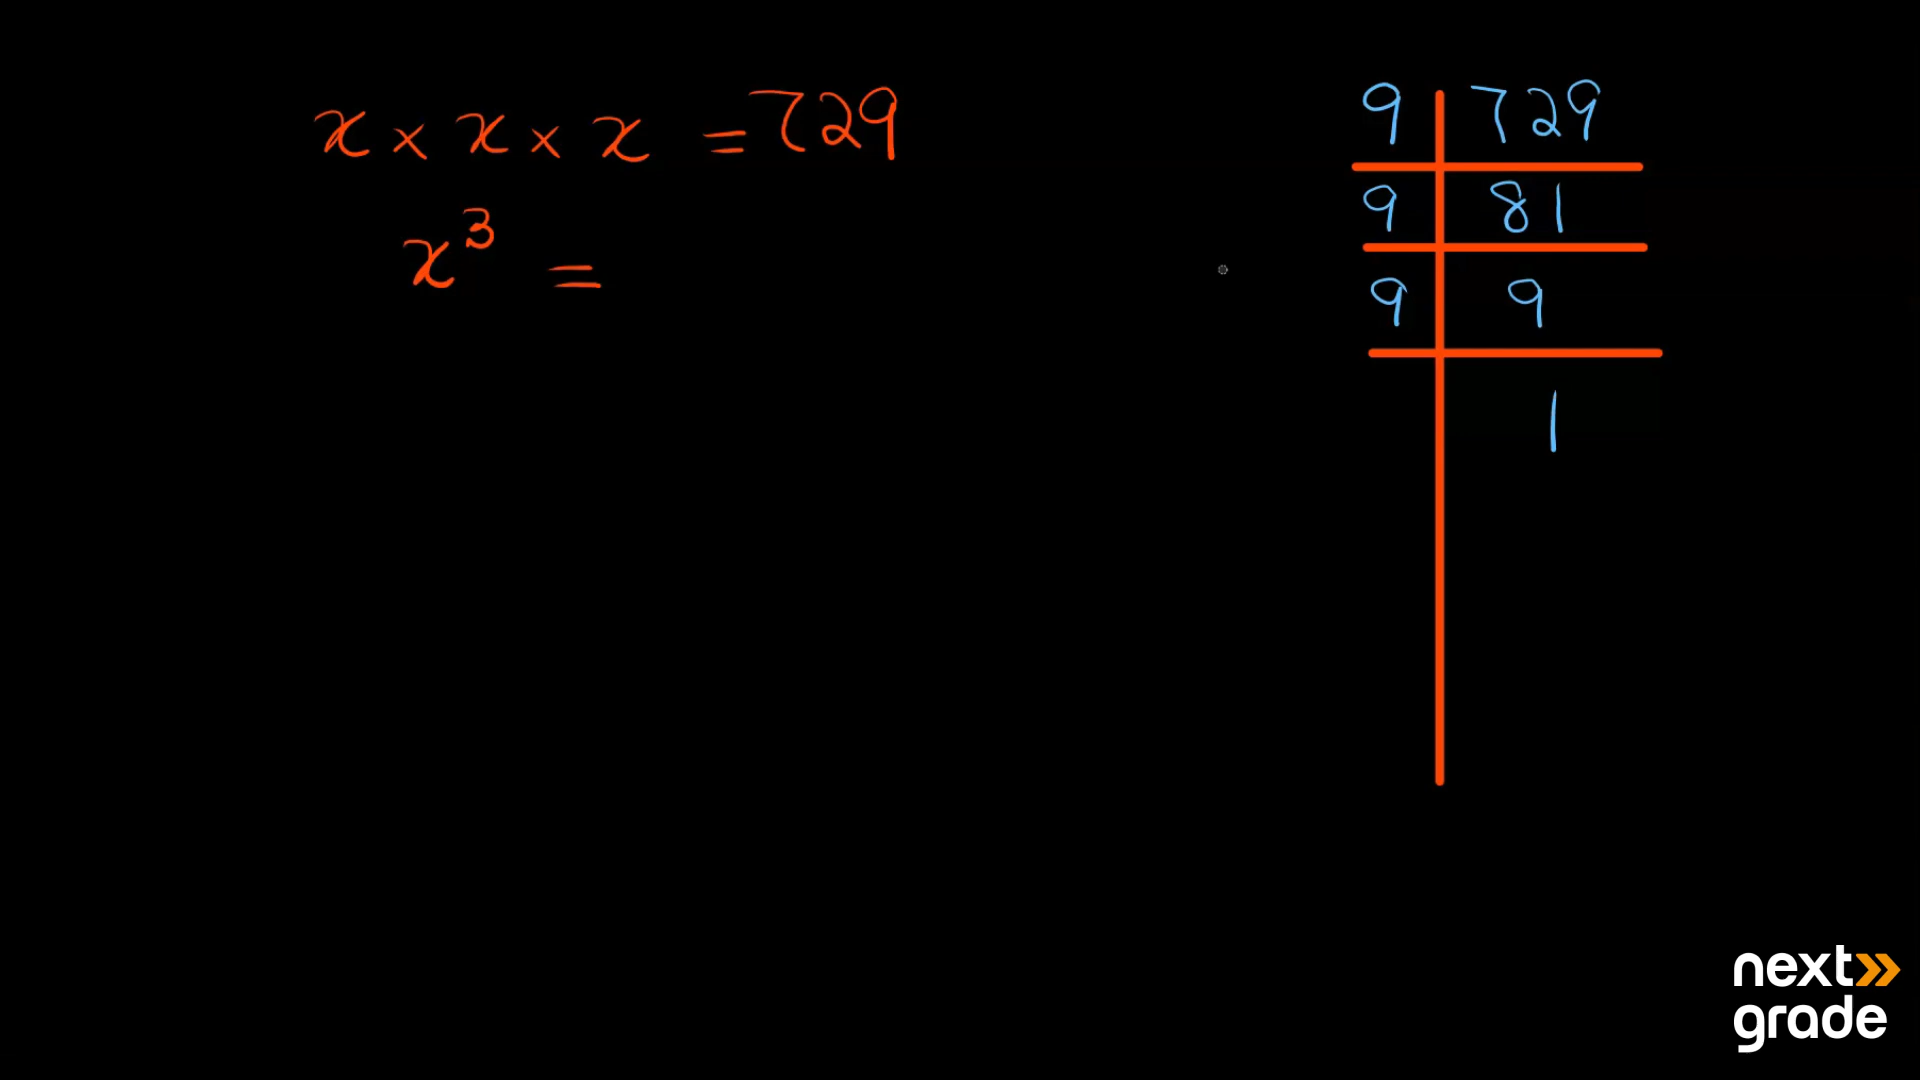 x × x × x = 729
x³ =
9 729
9 81
9 9
1
next
grade